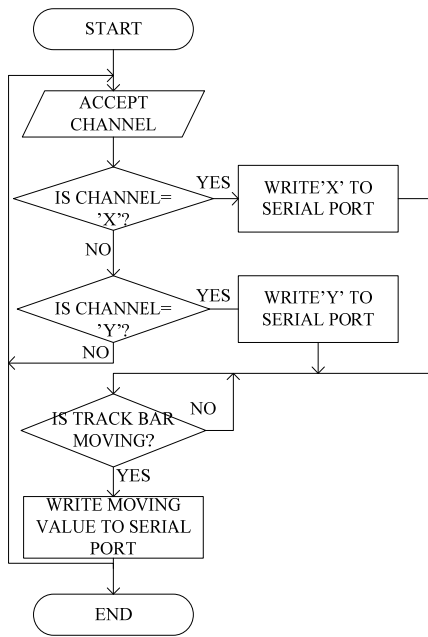 START
ACCEPT
CHANNEL
IS CHANNEL=
'X'?
YES
WRITE'X' TO
SERIAL PORT
NO
IS CHANNEL=
'Y'?
YES
WRITE'Y' TO
SERIAL PORT
NO
IS TRACK BAR
MOVING?
NO
YES
WRITE MOVING
VALUE TO SERIAL
PORT
END